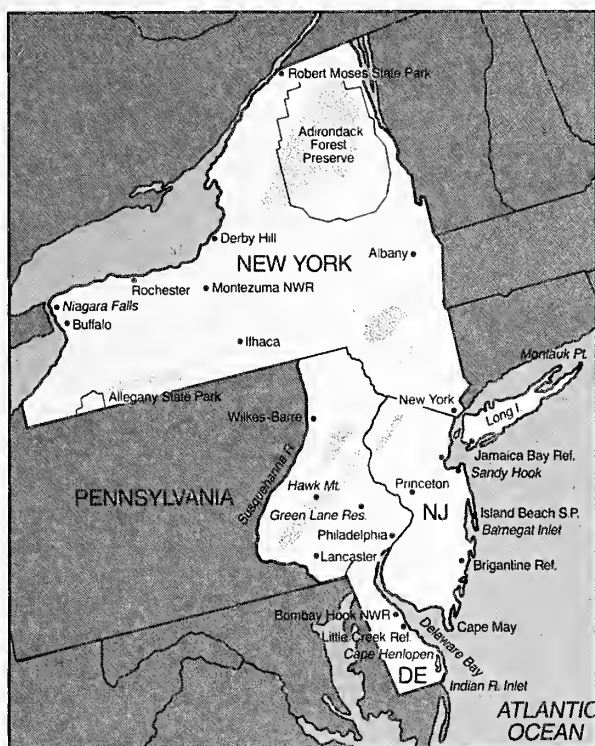 Robert Moses State Park
Adirondack
Forest
Preserve
Derby Hill
NEW YORK
Albany
Rochester
Montezuma NWR
Niagara Falls
Buffalo
Ithaca
Montauk Pt.
Allegany State Park
New York
Long I.
Wilkes-Barre
Jamaica Bay Ref.
Sandy Hook
Susquehanna R.
Hawk Mt.
Princeton
PENNSYLVANIA
Green Lane Res.
NJ
Island Beach S.P.
Barnegat Inlet
Philadelphia
Lancaster
Brigantine Ref.
Bombay Hook NWR
Delaware Bay
Cape May
Little Creek Ref.
Cape Henlopen
DE
Indian R. Inlet
ATLANTIC
OCEAN